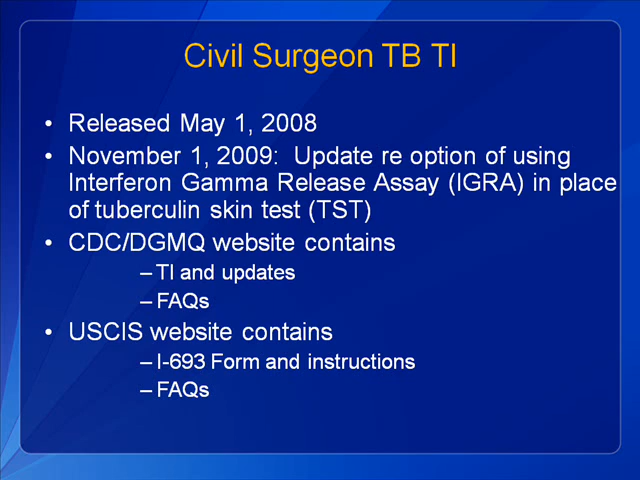 Civil Surgeon TB TI
• Released May 1, 2008
• November 1, 2009:  Update re option of using
Interferon Gamma Release Assay (IGRA) in place
of tuberculin skin test (TST)
• CDC/DGMQ website contains
– TI and updates
– FAQs
• USCIS website contains
– I-693 Form and instructions
– FAQs